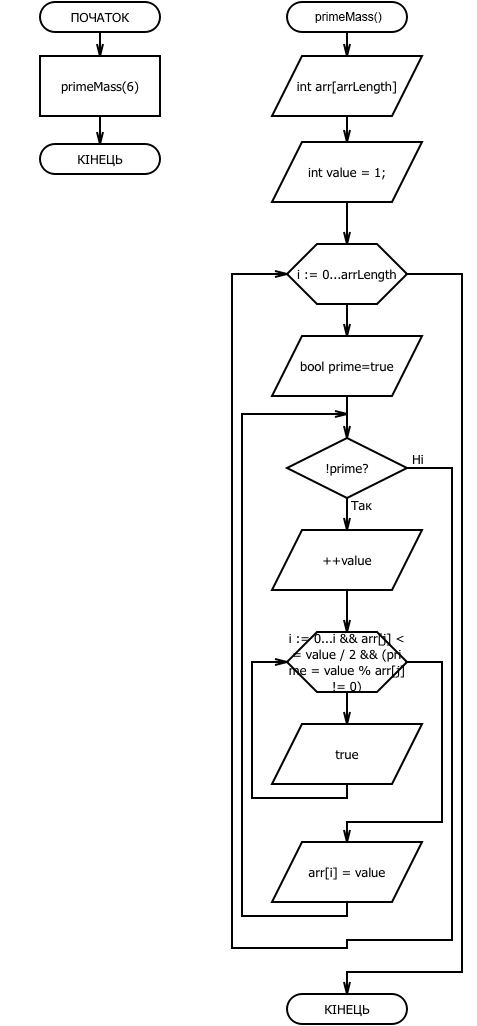 ПОЧАТОК
primeMass(6)
КІНЕЦЬ
primeMass()
int arr[arrLength]
int value = 1;
i := 0...arrLength
bool prime=true
!prime?
Ні
Так
++value
i := 0...i && arr[j] <
= value / 2 && (pri
me = value % arr[j]
!= 0)
true
arr[i] = value
КІНЕЦЬ